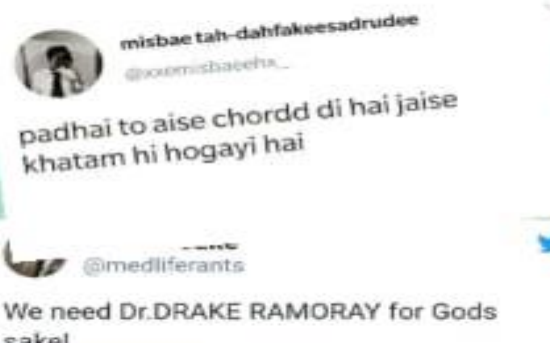 misbae tah-dahfakeesadrudee
padhai to aise chordd di hai jaise
khatam hi hogayi hai
@medliferants
We need Dr.DRAKE RAMORAY for Gods
sake!